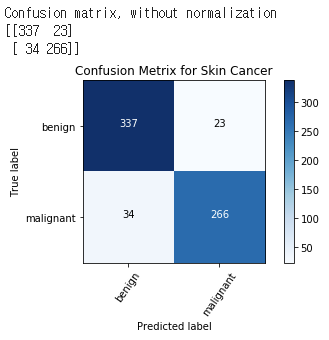 Confusion matrix, without normalization
[[337  23]
 [ 34 266]]
Confusion Metrix for Skin Cancer
benign
337
23
malignant
34
266
True label
benign
malignant
Predicted label
300
250
200
150
100
50